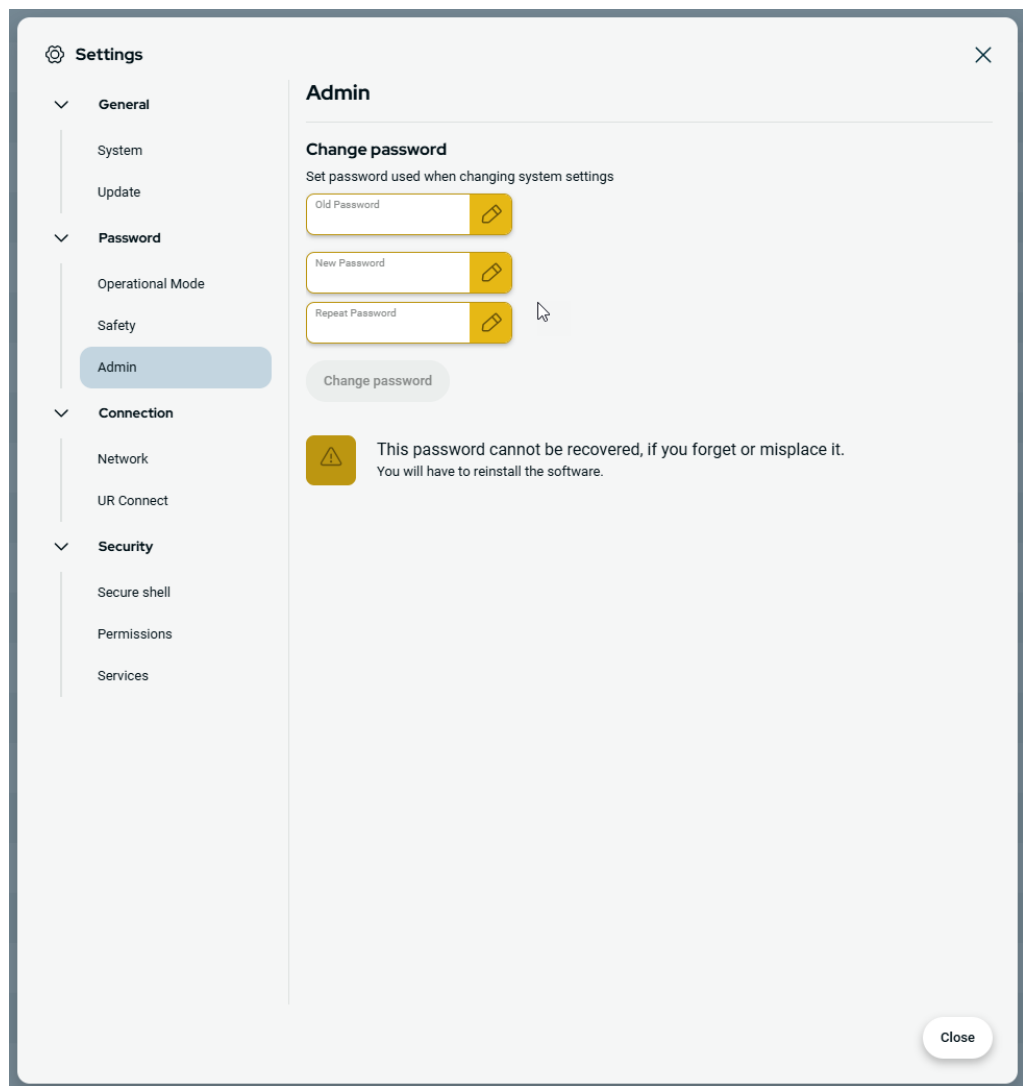 Settings
General
System
Update
Password
Operational Mode
Safety
Admin
Connection
Network
UR Connect
Security
Secure shell
Permissions
Services
Admin
Change password
Set password used when changing system settings
Old Password
New Password
Repeat Password
Change password
This password cannot be recovered, if you forget or misplace it.
You will have to reinstall the software.
Close